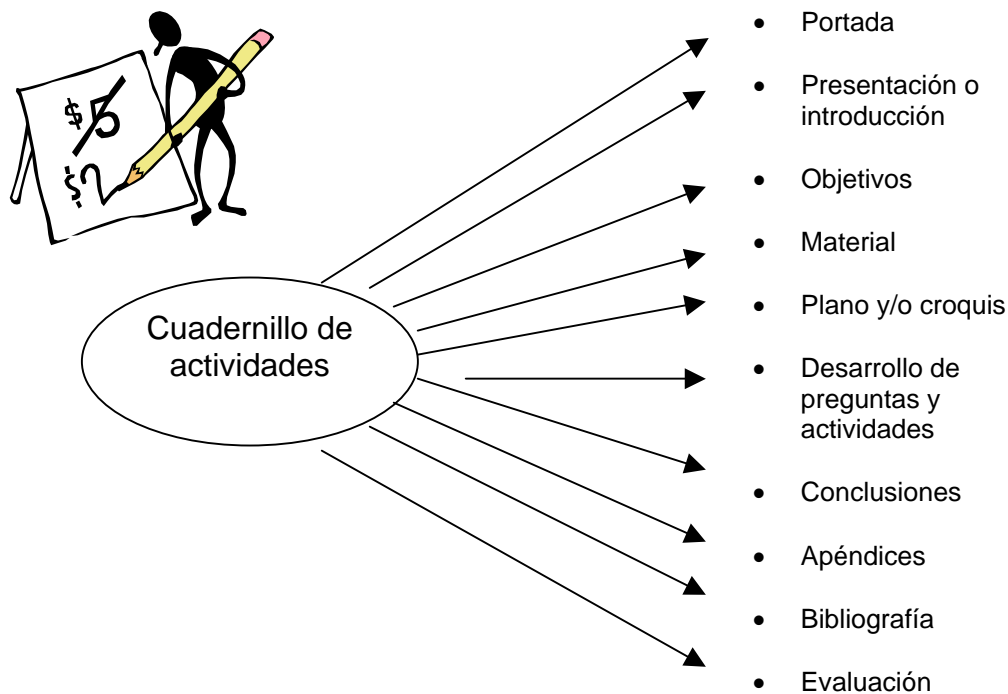 $5
$2
Cuadernillo de
actividades
• Portada
• Presentación o
introducción
• Objetivos
• Material
• Plano y/o croquis
• Desarrollo de
preguntas y
actividades
• Conclusiones
• Apéndices
• Bibliografía
• Evaluación